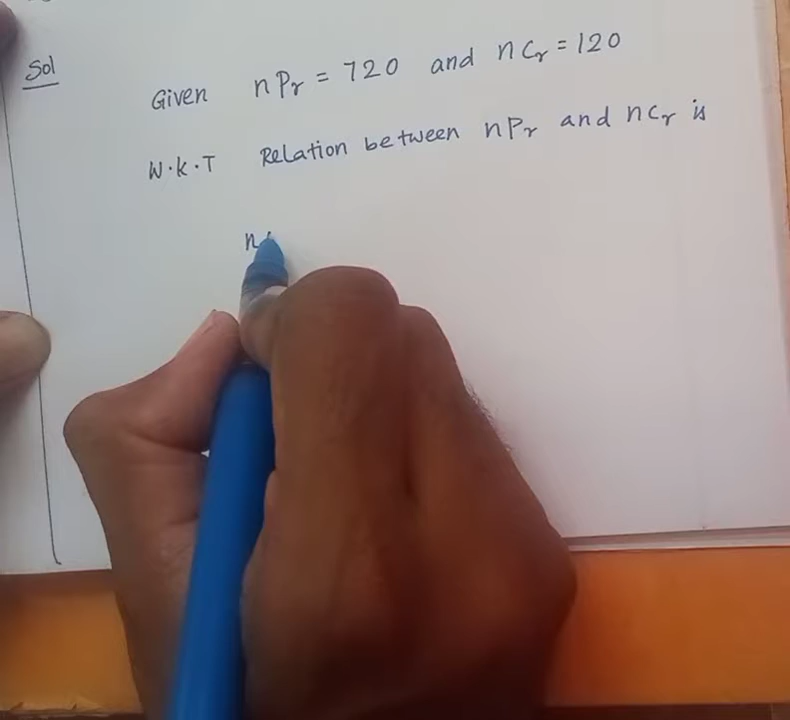 Sol
Given nPr = 720 and nCr = 120
W.K.T Relation between nPr and nCr is
n